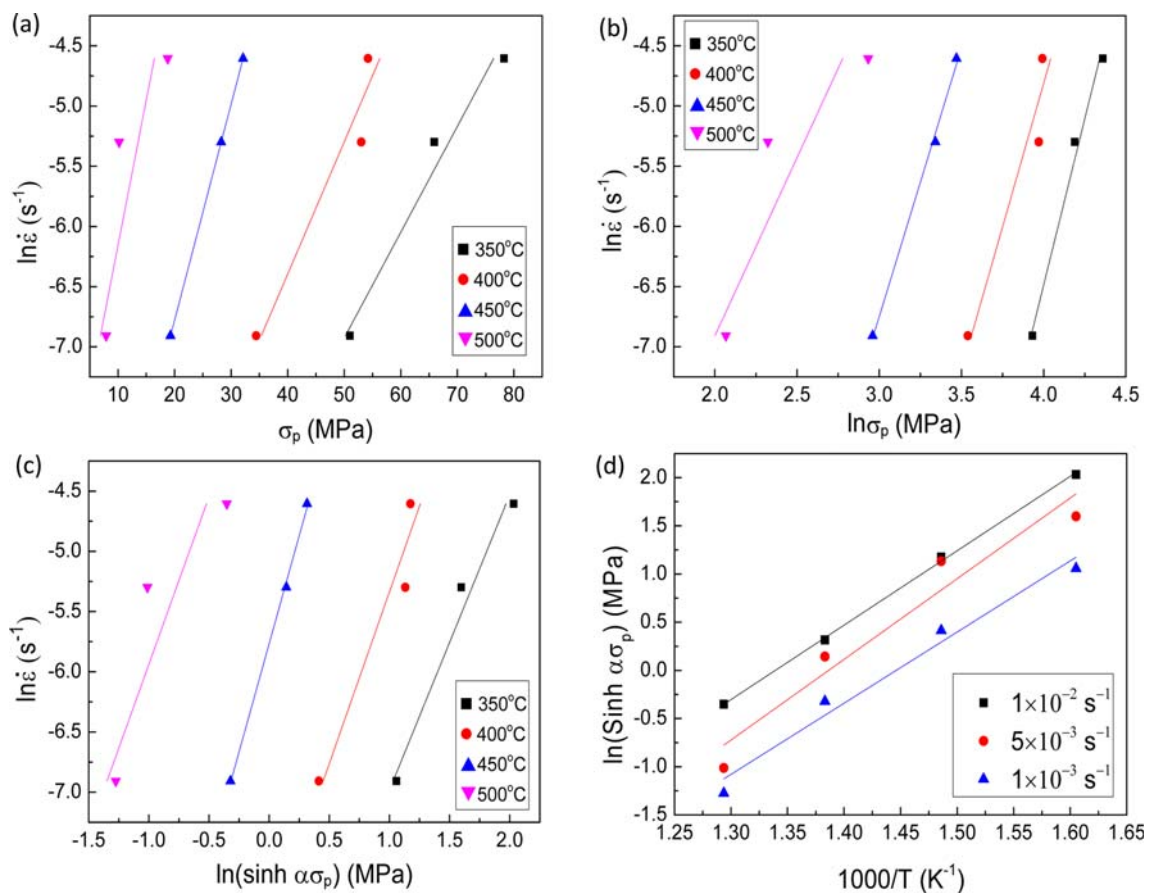 (a)
-4.5
-5.0
-5.5
-6.0
-6.5
-7.0
lnε̇ (s⁻¹)
350°C
400°C
450°C
500°C
10 20 30 40 50 60 70 80
σₚ (MPa)
(b)
-4.5
-5.0
-5.5
-6.0
-6.5
-7.0
lnε̇ (s⁻¹)
350°C
400°C
450°C
500°C
2.0 2.5 3.0 3.5 4.0 4.5
lnσₚ (MPa)
(c)
-4.5
-5.0
-5.5
-6.0
-6.5
-7.0
lnε̇ (s⁻¹)
350°C
400°C
450°C
500°C
-1.5 -1.0 -0.5 0.0 0.5 1.0 1.5 2.0
ln(sinh ασₚ) (MPa)
(d)
2.0
1.5
1.0
0.5
0.0
-0.5
-1.0
-1.5
ln(Sinh ασₚ) (MPa)
1×10⁻² s⁻¹
5×10⁻³ s⁻¹
1×10⁻³ s⁻¹
1.25 1.30 1.35 1.40 1.45 1.50 1.55 1.60 1.65
1000/T (K⁻¹)